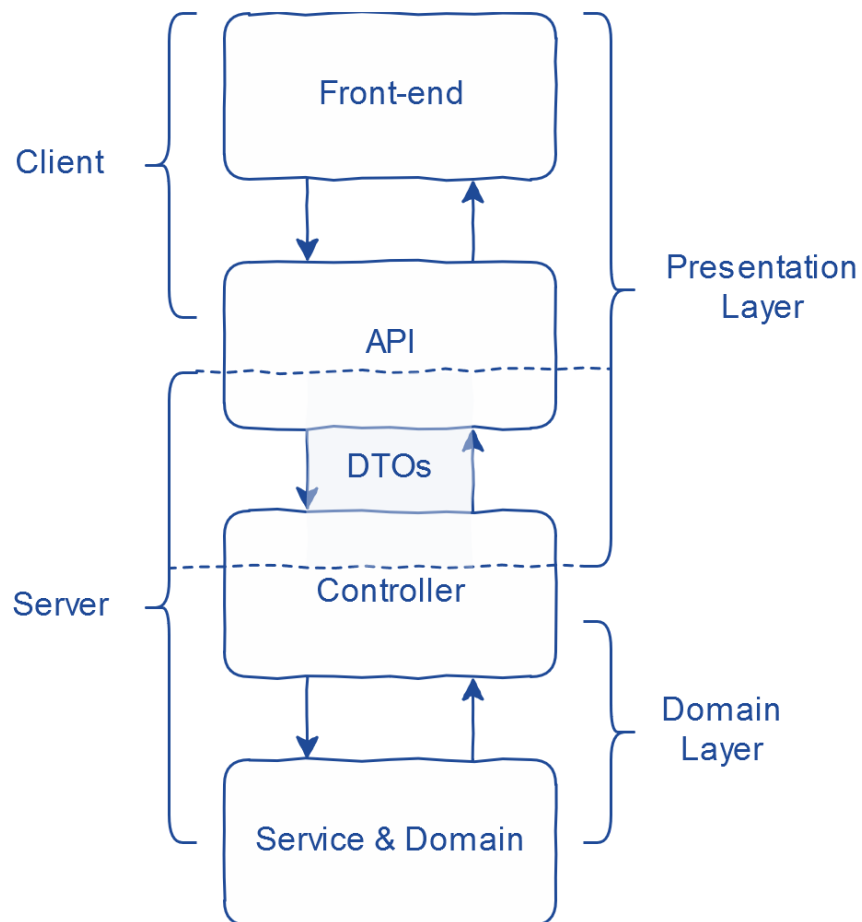 Front-end
Client
Presentation
Layer
API
DTOs
Controller
Server
Domain
Layer
Service & Domain